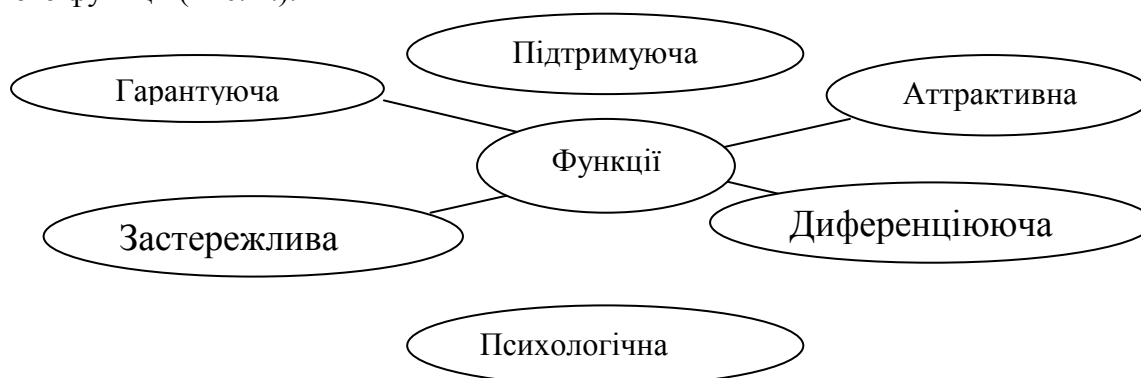 Підтримуюча
Гарантуюча
Аттрактивна
Функції
Застережлива
Диференціююча
Психологічна